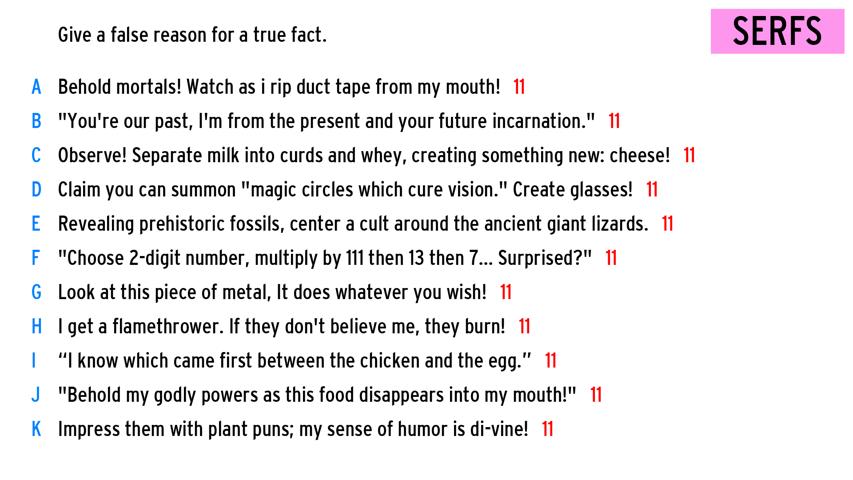 Give a false reason for a true fact.
SERFS
A Behold mortals! Watch as i rip duct tape from my mouth! 11
B "You're our past, I'm from the present and your future incarnation." 11
C Observe! Separate milk into curds and whey, creating something new: cheese! 11
D Claim you can summon "magic circles which cure vision." Create glasses! 11
E Revealing prehistoric fossils, center a cult around the ancient giant lizards. 11
F "Choose 2-digit number, multiply by 111 then 13 then 7... Surprised?" 11
G Look at this piece of metal, It does whatever you wish! 11
H I get a flamethrower. If they don't believe me, they burn! 11
I “I know which came first between the chicken and the egg.” 11
J "Behold my godly powers as this food disappears into my mouth!" 11
K Impress them with plant puns; my sense of humor is di-vine! 11